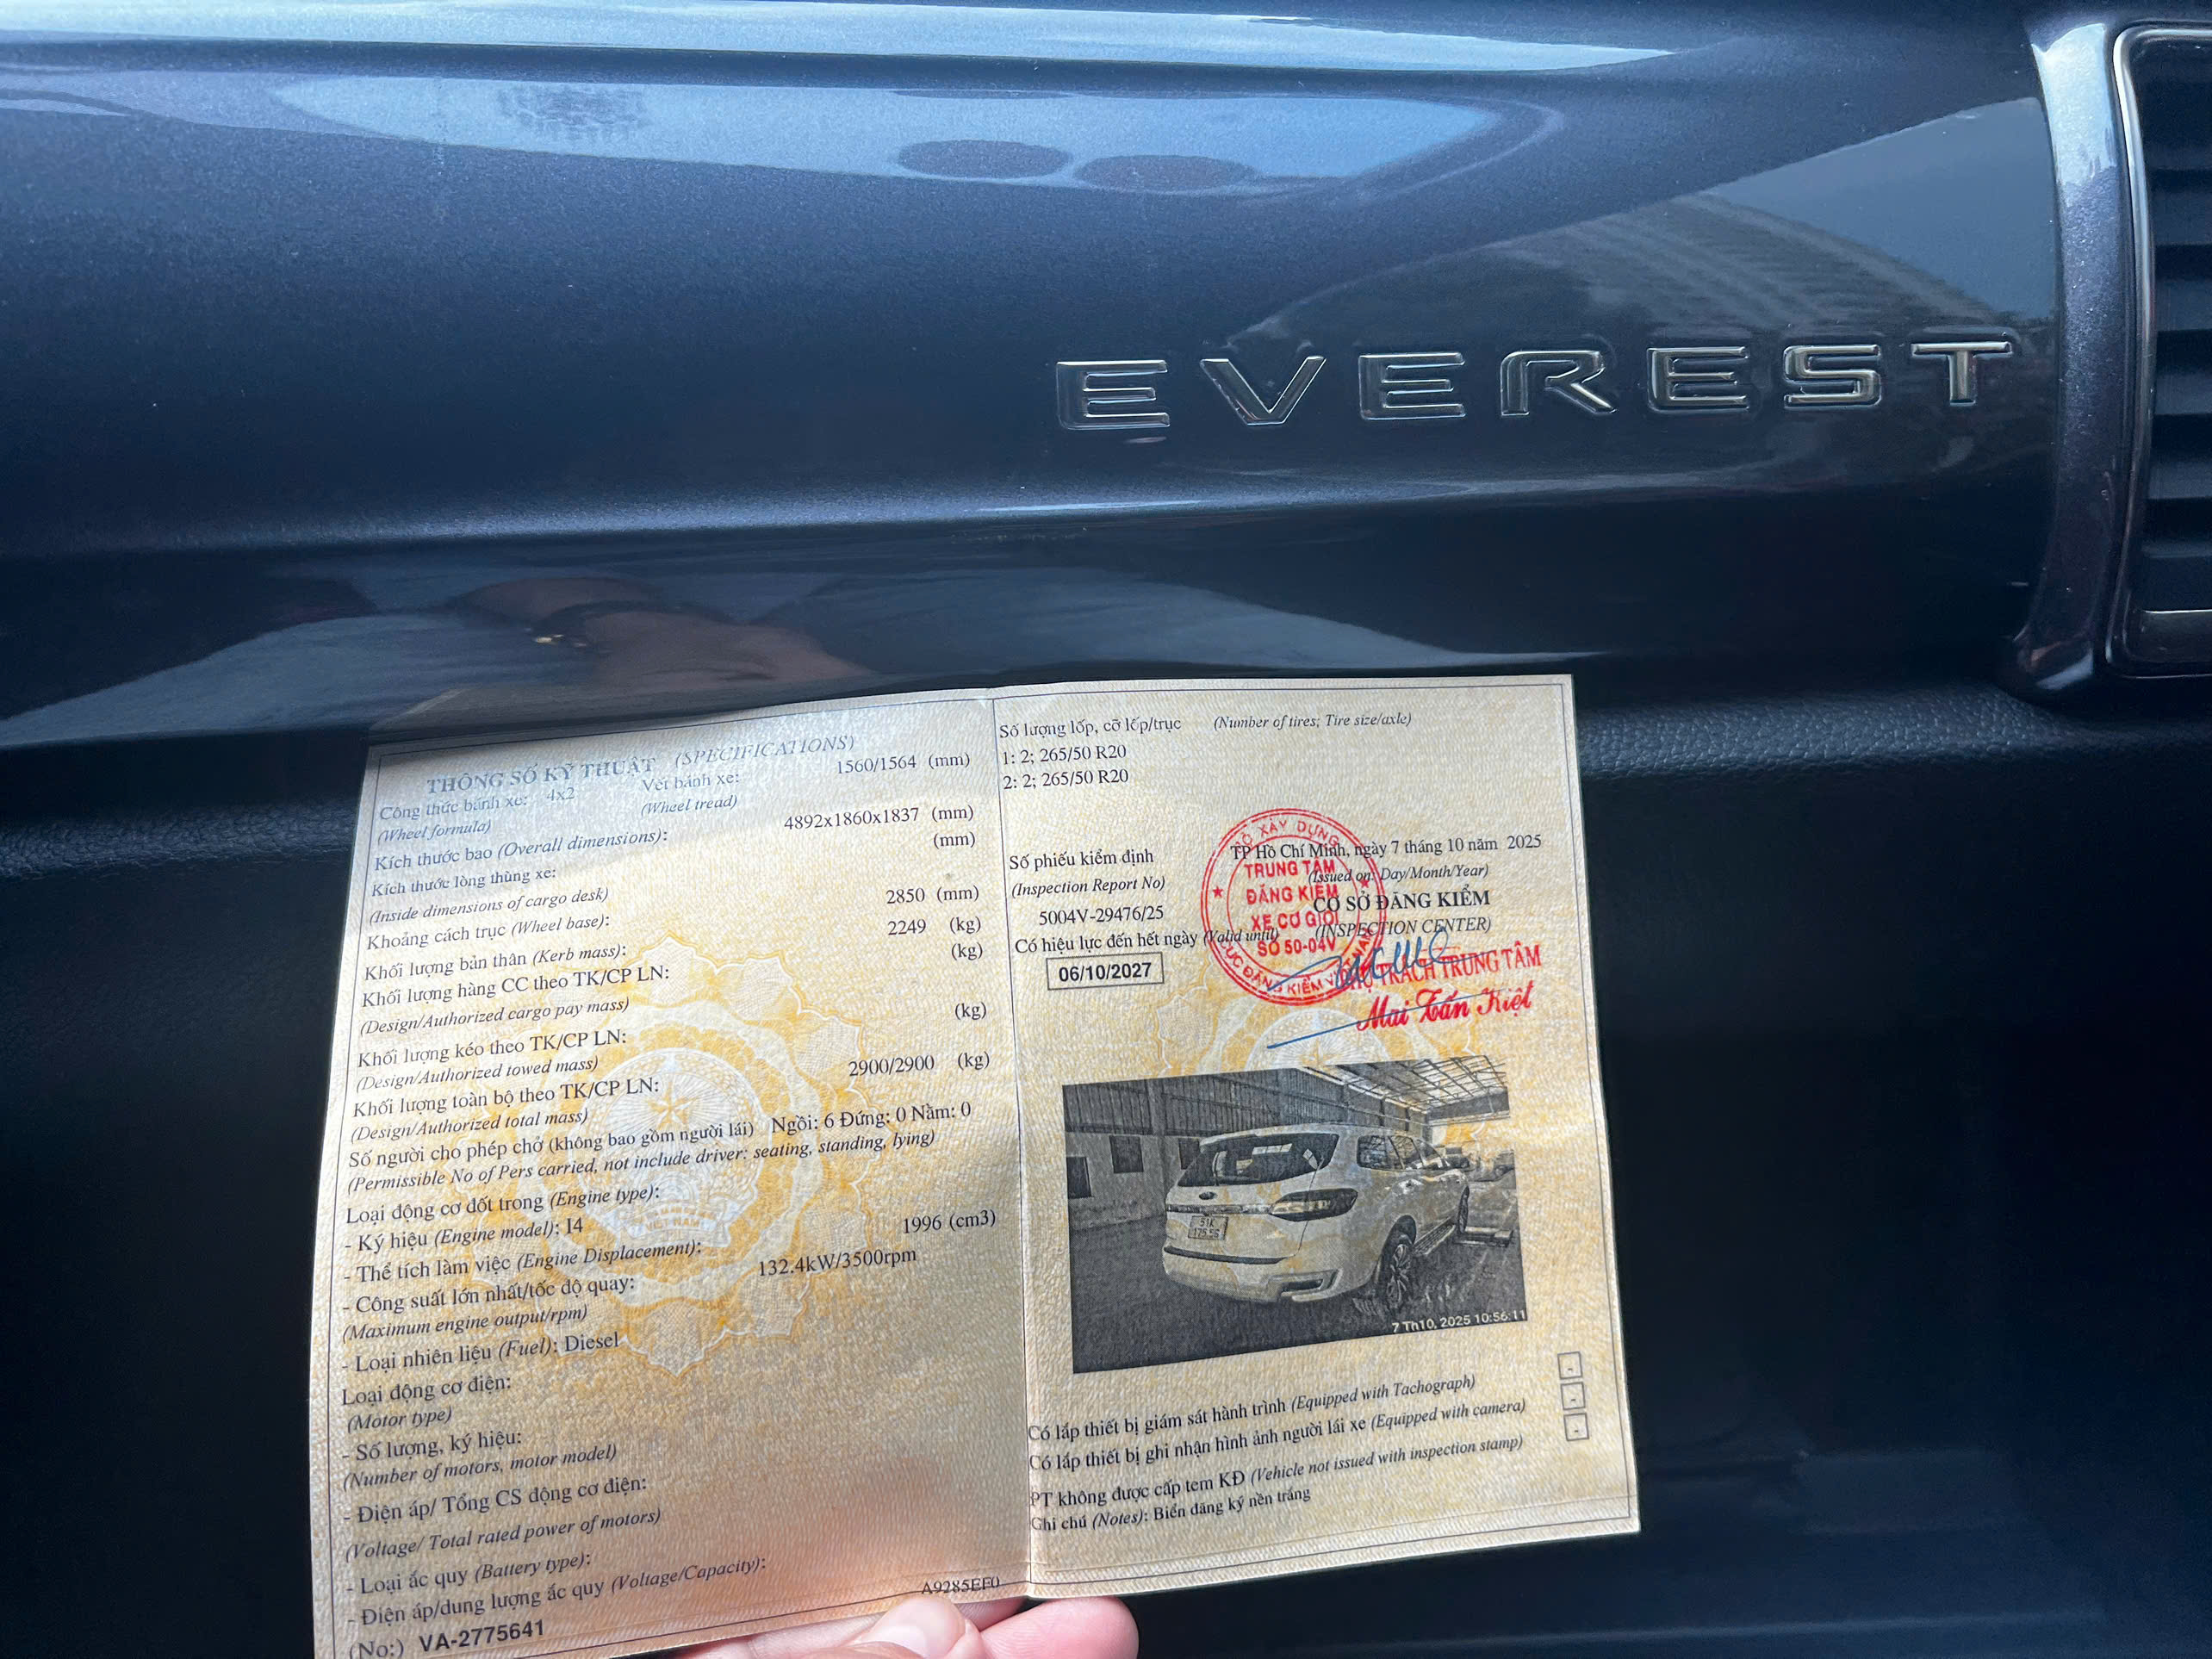 EVEREST
THÔNG SỐ KỸ THUẬT (SPECIFICATIONS)
Công thức bánh xe: 4x2 Vết bánh xe: 1560/1564 (mm)
(Wheel formula) (Wheel tread)
Kích thước bao (Overall dimensions): 4892x1860x1837 (mm)
Kích thước lòng thùng xe: (mm)
(Inside dimensions of cargo desk)
Khoảng cách trục (Wheel base): 2850 (mm)
Khối lượng bản thân (Kerb mass): 2249 (kg)
Khối lượng hàng CC theo TK/CP LN: (kg)
(Design/Authorized cargo pay mass)
Khối lượng kéo theo TK/CP LN: (kg)
(Design/Authorized towed mass)
Khối lượng toàn bộ theo TK/CP LN: 2900/2900 (kg)
(Design/Authorized total mass)
Số người cho phép chở (không bao gồm người lái) Ngồi: 6 Đứng: 0 Nằm: 0
(Permissible No of Pers carried, not include driver: seating, standing, lying)
Loại động cơ đốt trong (Engine type):
- Ký hiệu (Engine model): I4
- Thể tích làm việc (Engine Displacement): 1996 (cm3)
- Công suất lớn nhất/tốc độ quay: 132.4kW/3500rpm
(Maximum engine output/rpm)
- Loại nhiên liệu (Fuel): Diesel
Loại động cơ điện:
(Motor type)
- Số lượng, ký hiệu:
(Number of motors, motor model)
- Điện áp/ Tổng CS động cơ điện:
(Voltage/ Total rated power of motors)
- Loại ắc quy (Battery type):
- Điện áp/dung lượng ắc quy (Voltage/Capacity):
A9285EF0
(No:) VA-2775641
Số lượng lốp, cỡ lốp/trục (Number of tires; Tire size/axle)
1: 2; 265/50 R20
2: 2; 265/50 R20
TP Hồ Chí Minh, ngày 7 tháng 10 năm 2025
(Issued on: Day/Month/Year)
Số phiếu kiểm định
(Inspection Report No)
5004V-29476/25
CƠ SỞ ĐĂNG KIỂM
(INSPECTION CENTER)
Có hiệu lực đến hết ngày (Valid until)
06/10/2027
BỘ XÂY DỰNG
TRUNG TÂM
ĐĂNG KIỂM
XE CƠ GIỚI
SỐ 50-04V
CỤC ĐĂNG KIỂM VIỆT NAM
PHỤ TRÁCH TRUNG TÂM
Mai Tấn Kiệt
51K
7 Th10, 2025 10:56:11
Có lắp thiết bị giám sát hành trình (Equipped with Tachograph) -
Có lắp thiết bị ghi nhận hình ảnh người lái xe (Equipped with camera) -
PT không được cấp tem KĐ (Vehicle not issued with inspection stamp) -
Ghi chú (Notes): Biển đăng ký nền trắng